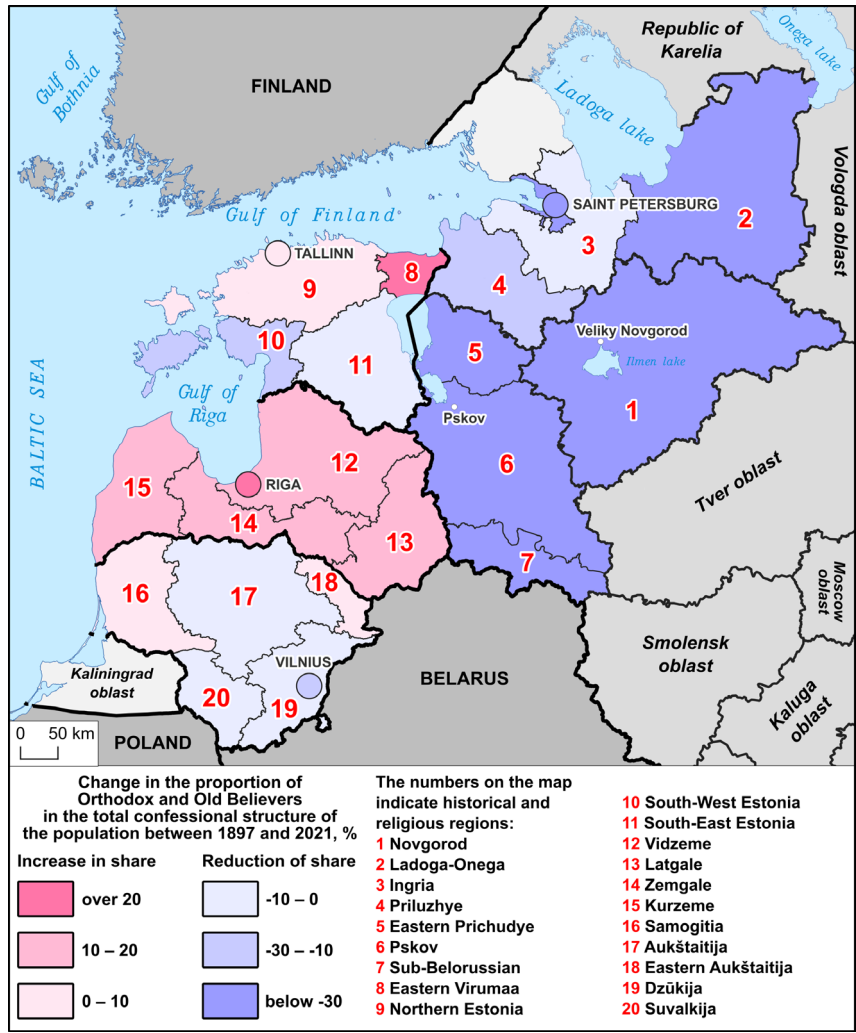 Gulf of
Bothnia
FINLAND
Republic of
Karelia
Onega lake
Ladoga lake
Vologda oblast
Gulf of Finland
SAINT PETERSBURG
2
3
TALLINN
8
9
4
10
11
Veliky Novgorod
Ilmen lake
5
1
Gulf of
Riga
BALTIC SEA
Pskov
12
6
15
RIGA
14
13
7
Tver oblast
Moscow
oblast
16
17
18
Smolensk
oblast
Kaliningrad
oblast
VILNIUS
20
19
BELARUS
Kaluga
oblast
0 50 km
POLAND
Change in the proportion of
Orthodox and Old Believers
in the total confessional structure of
the population between 1897 and 2021, %
Increase in share
over 20
10 – 20
0 – 10
Reduction of share
-10 – 0
-30 – -10
below -30
The numbers on the map
indicate historical and
religious regions:
1 Novgorod
2 Ladoga-Onega
3 Ingria
4 Priluzhye
5 Eastern Prichudye
6 Pskov
7 Sub-Belorussian
8 Eastern Virumaa
9 Northern Estonia
10 South-West Estonia
11 South-East Estonia
12 Vidzeme
13 Latgale
14 Zemgale
15 Kurzeme
16 Samogitia
17 Aukštaitija
18 Eastern Aukštaitija
19 Dzūkija
20 Suvalkija